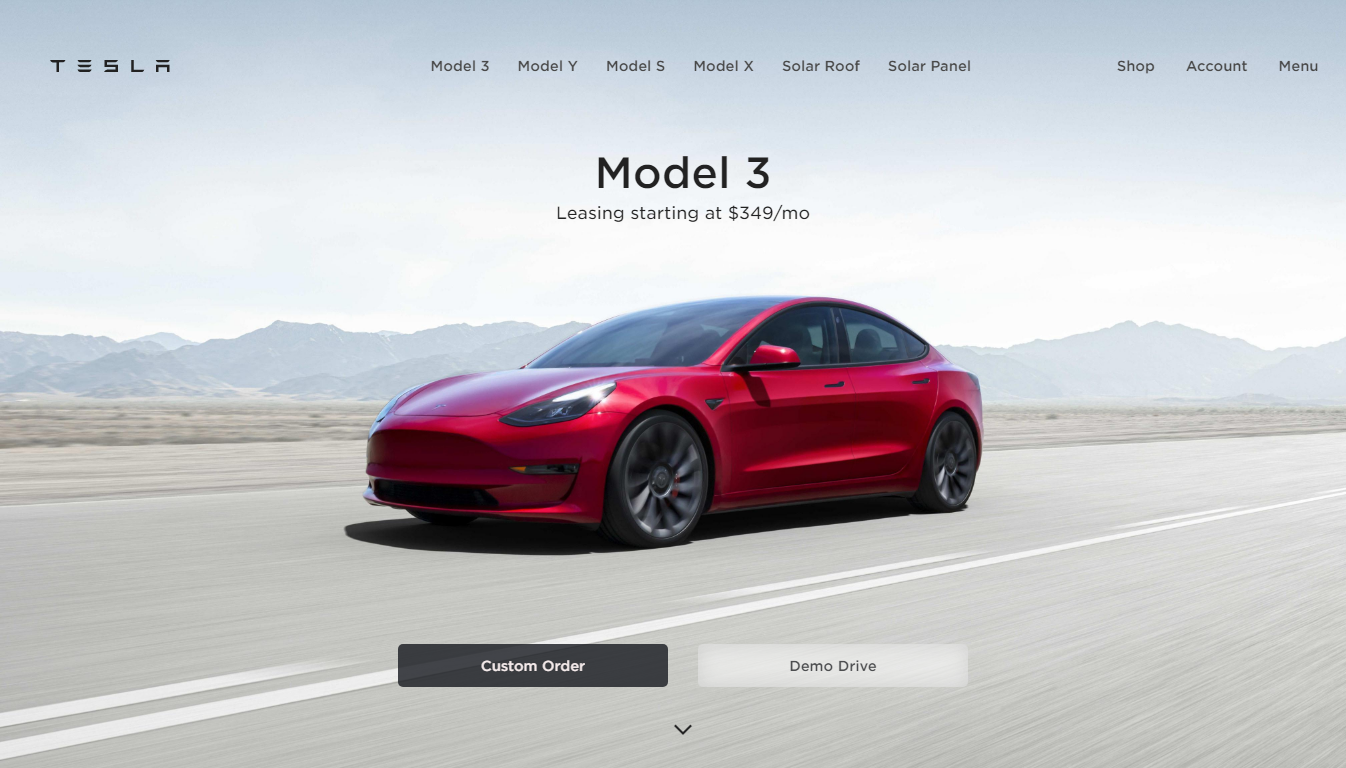 TESLA Model 3 Model Y Model S Model X Solar Roof Solar Panel Shop Account Menu
Model 3
Leasing starting at $349/mo
Custom Order Demo Drive